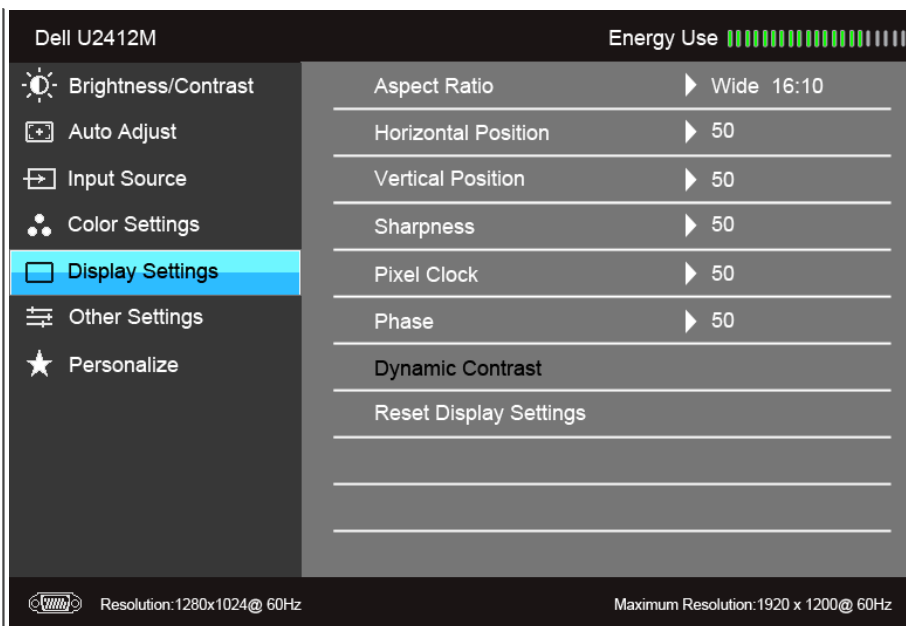 Dell U2412M Energy Use
Brightness/Contrast Aspect Ratio Wide 16:10
Auto Adjust Horizontal Position 50
Input Source Vertical Position 50
Color Settings Sharpness 50
Display Settings Pixel Clock 50
Other Settings Phase 50
Personalize Dynamic Contrast
Reset Display Settings
Resolution:1280x1024@ 60Hz Maximum Resolution:1920 x 1200@ 60Hz